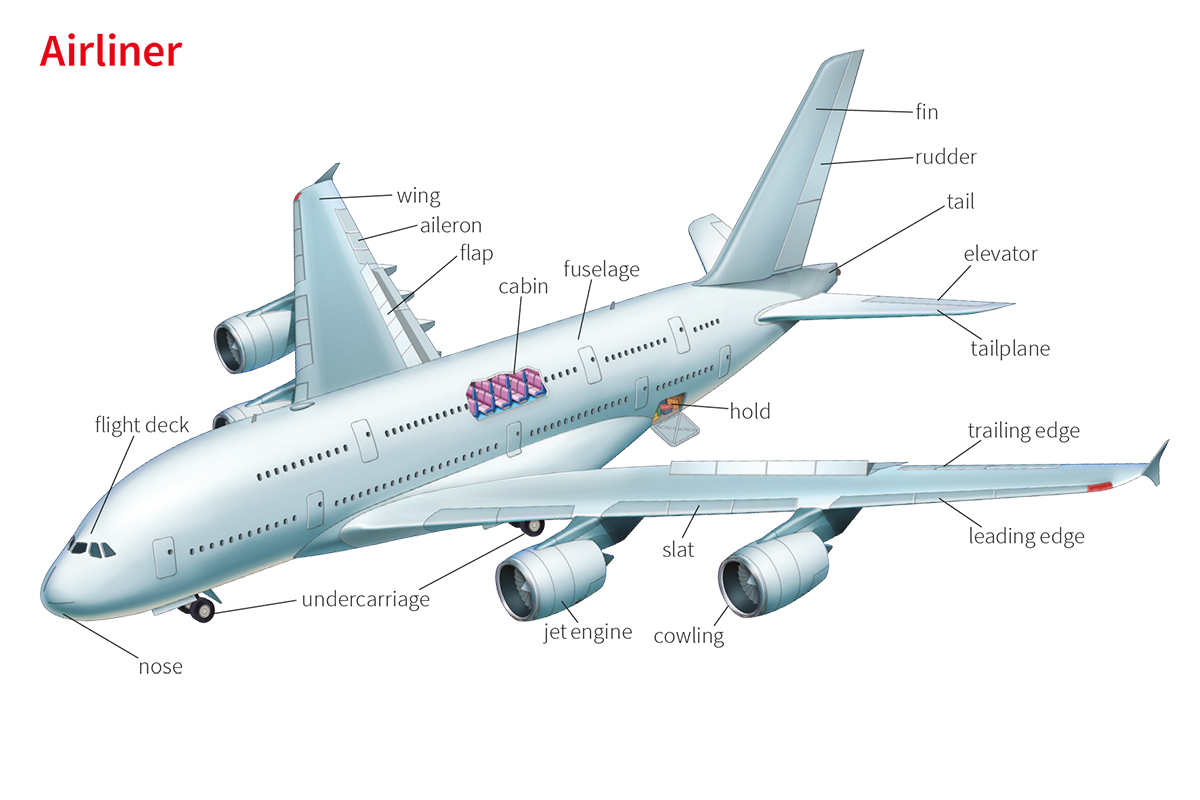 Airliner
fin
rudder
wing
tail
aileron
flap
elevator
fuselage
cabin
tailplane
hold
flight deck
trailing edge
leading edge
slat
undercarriage
jet engine
cowling
nose